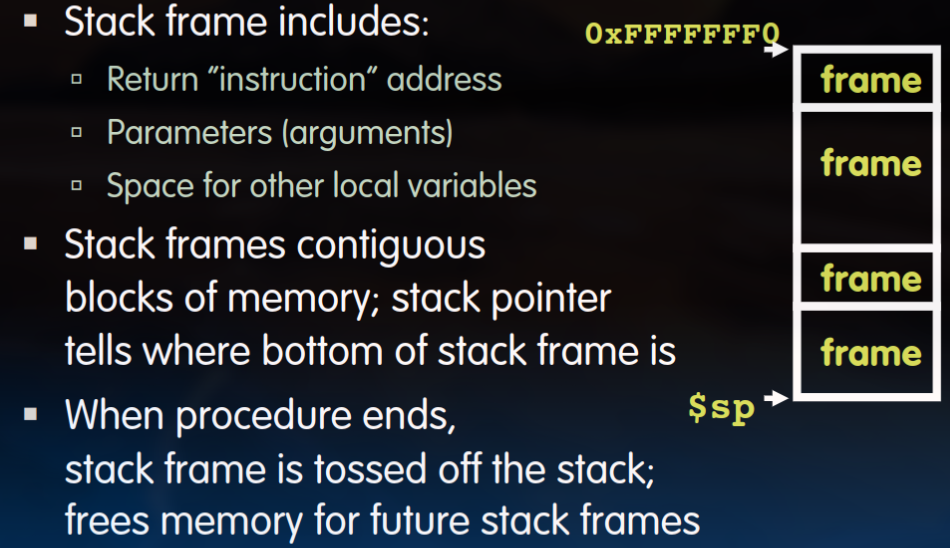 Stack frame includes:
Return "instruction" address
Parameters (arguments)
Space for other local variables
Stack frames contiguous
blocks of memory; stack pointer
tells where bottom of stack frame is
When procedure ends,
stack frame is tossed off the stack;
frees memory for future stack frames
0xFFFFFFF0
frame
frame
frame
frame
$sp